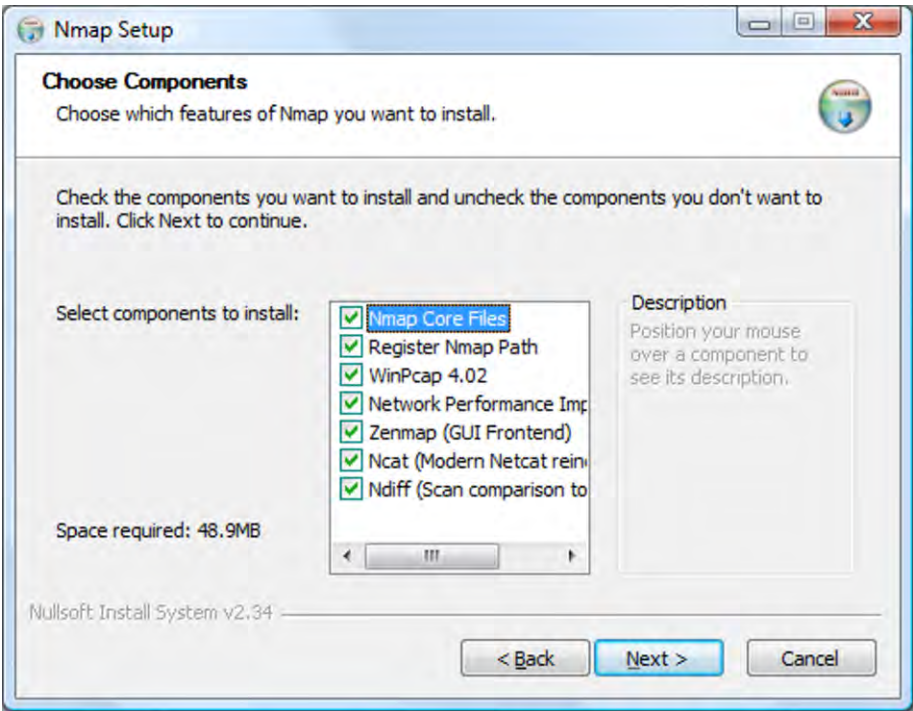 Nmap Setup
Choose Components
Choose which features of Nmap you want to install.
Check the components you want to install and uncheck the components you don't want to
install. Click Next to continue.
Select components to install:
Nmap Core Files
Register Nmap Path
WinPcap 4.02
Network Performance
Zenmap (GUI Frontend)
Ncat (Modern Netcat
Ndiff (Scan comparison to
Description
Position your mouse
over a component to
see its description.
Space required: 48.9MB
Nullsoft Install System v2.34
< Back
Next >
Cancel